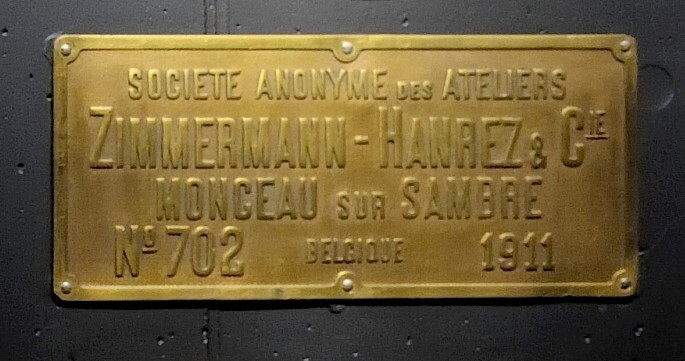 SOCIETE ANONYME DES ATELIERS
ZIMMERMANN-HANREZ & CIE
MONCEAU SUR SAMBRE
Nº 702 BELGIQUE 1911